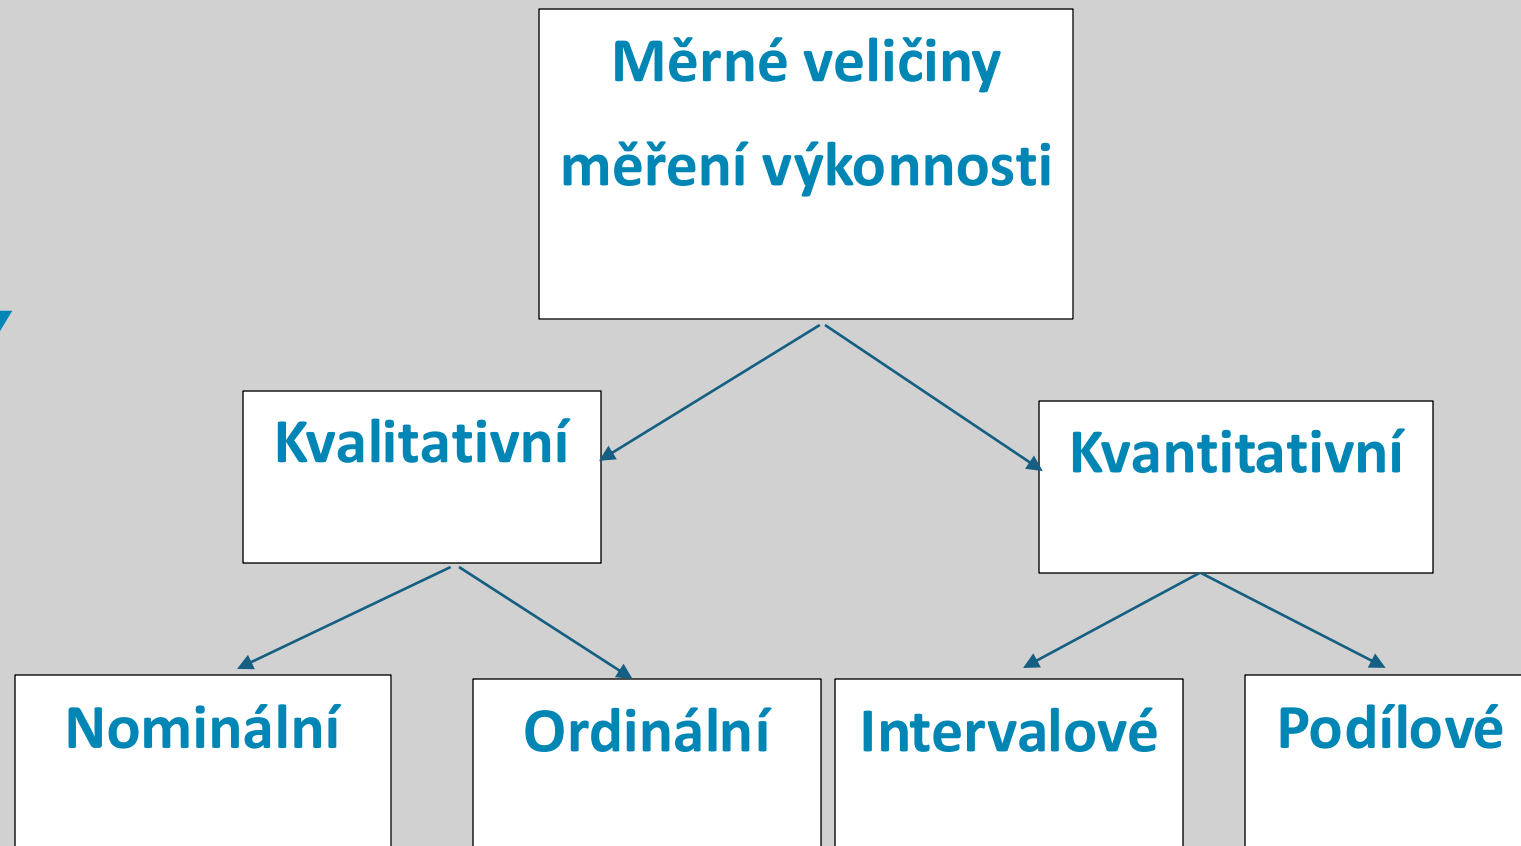 Měrné veličiny
měření výkonnosti
Kvalitativní
Kvantitativní
Nominální
Ordinální
Intervalové
Podílové